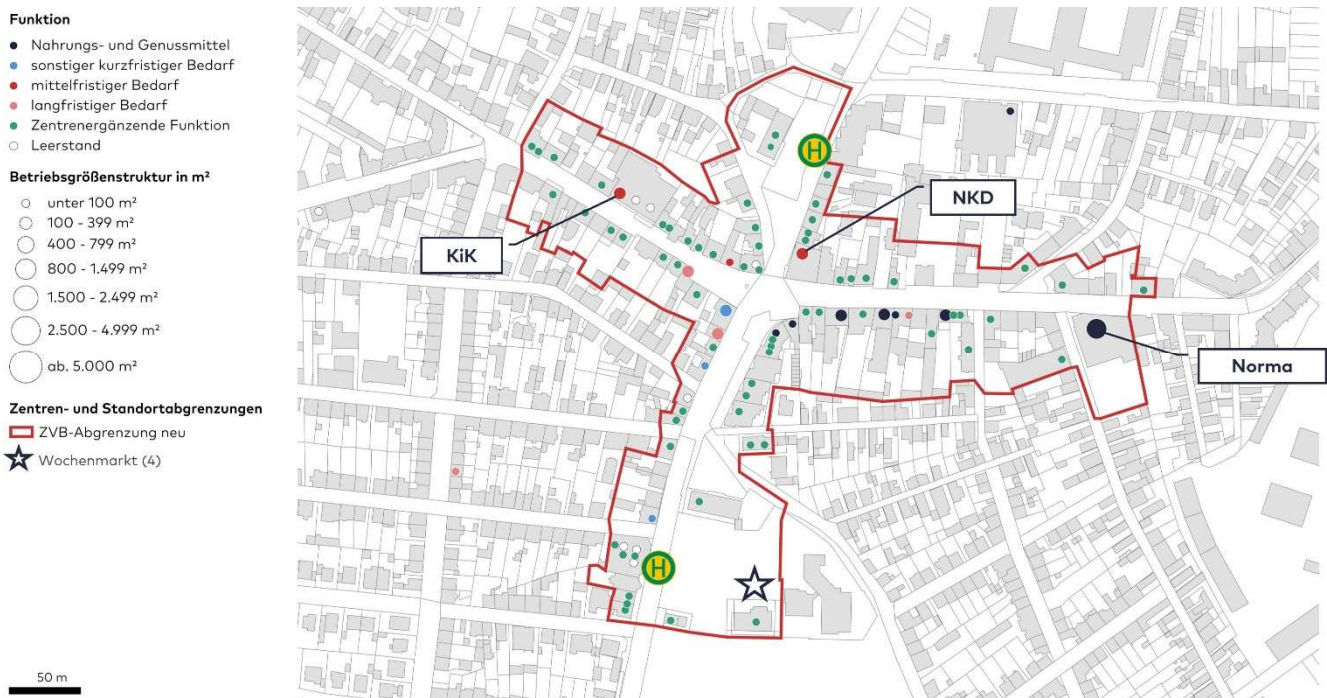 Funktion
Nahrungs- und Genussmittel
sonstiger kurzfristiger Bedarf
mittelfristiger Bedarf
langfristiger Bedarf
Zentrenergänzende Funktion
Leerstand
Betriebsgrößenstruktur in m²
unter 100 m²
100 - 399 m²
400 - 799 m²
800 - 1.499 m²
1.500 - 2.499 m²
2.500 - 4.999 m²
ab. 5.000 m²
Zentren- und Standortabgrenzungen
ZVB-Abgrenzung neu
Wochenmarkt (4)
50 m
H
NKD
KiK
Norma
H